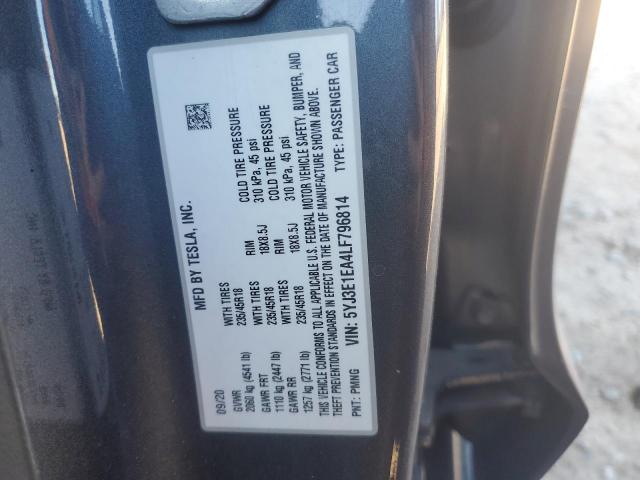 MFD BY TESLA, INC.
09/20
GVWR
2060 kg (4541 lb)
GAWR FRT
1110 kg (2447 lb)
GAWR RR
1257 kg (2771 lb)
WITH TIRES
235/45R18
WITH TIRES
235/45R18
RIM
18X8.5J
RIM
18X8.5J
COLD TIRE PRESSURE
310 kPa, 45 psi
COLD TIRE PRESSURE
310 kPa, 45 psi
THIS VEHICLE CONFORMS TO ALL APPLICABLE U.S. FEDERAL MOTOR VEHICLE SAFETY, BUMPER, AND
THEFT PREVENTION STANDARDS IN EFFECT ON THE DATE OF MANUFACTURE SHOWN ABOVE.
PNT: PMNG
VIN: 5YJ3E1EA4LF796814
TYPE: PASSENGER CAR